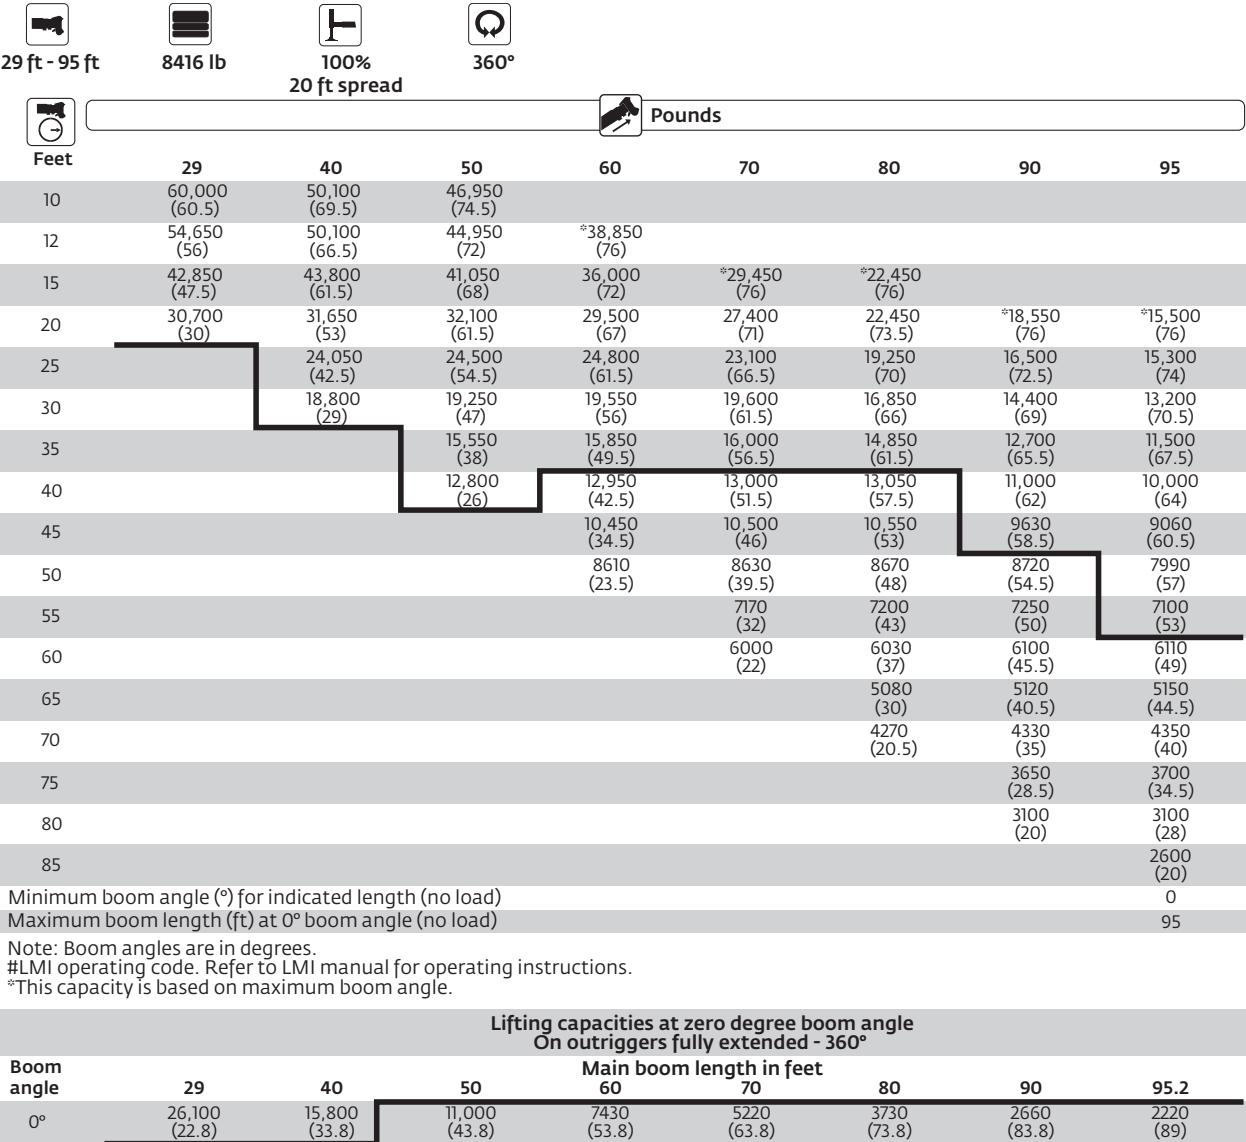 29 ft - 95 ft 8416 lb 100% 360°
20 ft spread
Pounds
Feet
29 40 50 60 70 80 90 95
10 60,000 50,100 46,950
(60.5) (69.5) (74.5)
12 54,650 50,100 44,950 *38,850
(56) (66.5) (72) (76)
15 42,850 43,800 41,050 36,000 *29,450 *22,450
(47.5) (61.5) (68) (72) (76) (76)
20 30,700 31,650 32,100 29,500 27,400 22,450 *18,550 *15,500
(30) (53) (61.5) (67) (71) (73.5) (76) (76)
25 24,050 24,500 24,800 23,100 19,250 16,500 15,300
(42.5) (54.5) (61.5) (66.5) (70) (72.5) (74)
30 18,800 19,250 19,550 19,600 16,850 14,400 13,200
(29) (47) (56) (61.5) (66) (69) (70.5)
35 15,550 15,850 16,000 14,850 12,700 11,500
(38) (49.5) (56.5) (61.5) (65.5) (67.5)
40 12,800 12,950 13,000 13,050 11,000 10,000
(26) (42.5) (51.5) (57.5) (62) (64)
45 10,450 10,500 10,550 9630 9060
(34.5) (46) (53) (58.5) (60.5)
50 8610 8630 8670 8720 7990
(23.5) (39.5) (48) (54.5) (57)
55 7170 7200 7250 7100
(32) (43) (50) (53)
60 6000 6030 6100 6110
(22) (37) (45.5) (49)
65 5080 5120 5150
(30) (40.5) (44.5)
70 4270 4330 4350
(20.5) (35) (40)
75 3650 3700
(28.5) (34.5)
80 3100 3100
(20) (28)
85 2600
(20)
Minimum boom angle (°) for indicated length (no load) 0
Maximum boom length (ft) at 0° boom angle (no load) 95
Note: Boom angles are in degrees.
#LMI operating code. Refer to LMI manual for operating instructions.
*This capacity is based on maximum boom angle.
Lifting capacities at zero degree boom angle
On outriggers fully extended - 360°
Boom Main boom length in feet
angle 29 40 50 60 70 80 90 95.2
0° 26,100 15,800 11,000 7430 5220 3730 2660 2220
(22.8) (33.8) (43.8) (53.8) (63.8) (73.8) (83.8) (89)